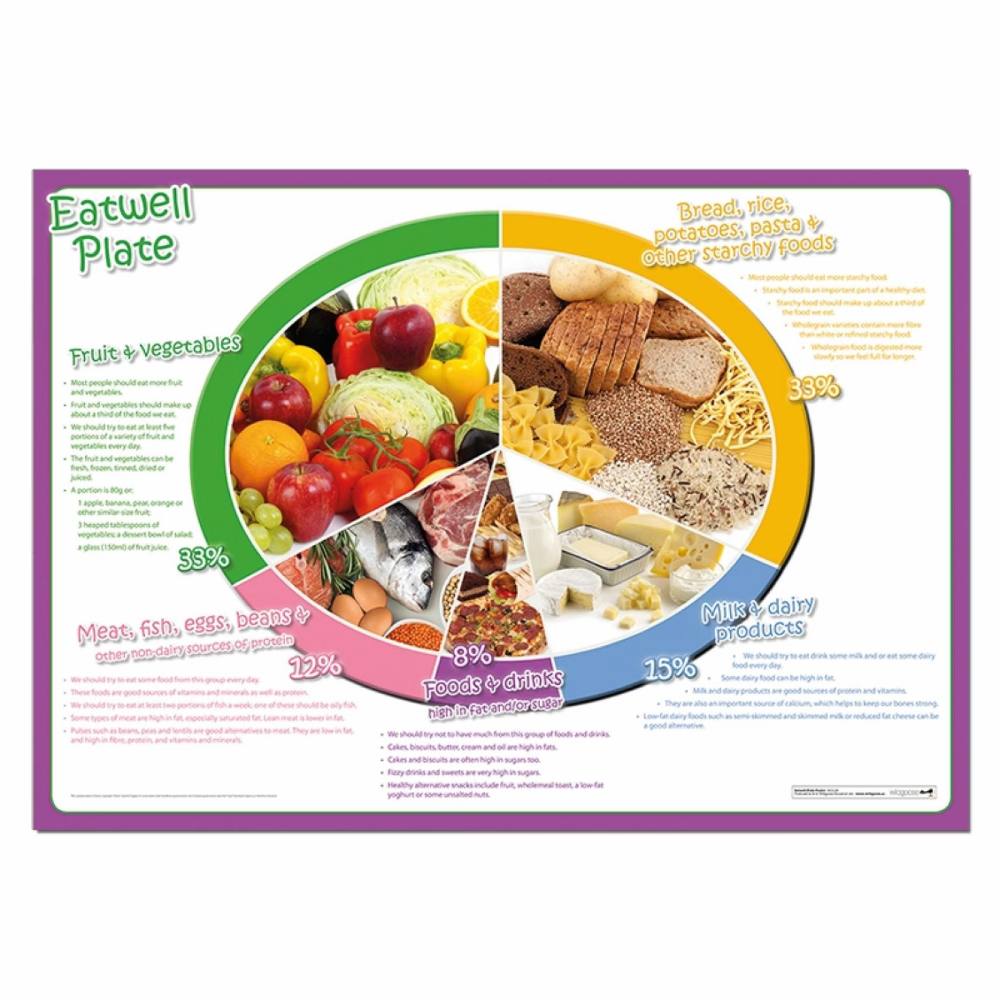 Eatwell
Plate
Bread, rice,
potatoes, pasta &
other starchy foods
Most people should eat more starchy food.
Starchy food is an important part of a healthy diet.
Starchy food should make up about a third of
the food we eat.
Wholegrain varieties contain more fibre
than white or refined starchy food.
Wholegrain food is digested more
slowly so we feel full for longer.
33%
Fruit & vegetables
Most people should eat more fruit
and vegetables.
Fruit and vegetables should make up
about a third of the food we eat.
We should try to eat at least five
portions of a variety of fruit and
vegetables every day.
The fruit and vegetables can be
fresh, frozen, tinned, dried or
juiced.
A portion is 80g or:
1 apple, banana, pear, orange or
other similar-size fruit;
3 heaped tablespoons of
vegetables; a dessert bowl of salad;
a glass (150ml) of fruit juice.
33%
Meat, fish, eggs, beans &
other non-dairy sources of protein
12%
We should try to eat some food from this group every day.
These foods are good sources of vitamins and minerals as well as protein.
We should try to eat at least two portions of fish a week; one of these should be oily fish.
Some types of meat are high in fat, especially saturated fat. Lean meat is lower in fat.
Pulses such as beans, peas and lentils are good alternatives to meat. They are low in fat,
and high in fibre, protein, and vitamins and minerals.
8%
Foods & drinks
high in fat and/or sugar
We should try not to have much from this group of foods and drinks.
Cakes, biscuits, butter, cream and oil are high in fats.
Cakes and biscuits are often high in sugars too.
Fizzy drinks and sweets are very high in sugars.
Healthy alternative snacks include fruit, wholemeal toast, a low-fat
yoghurt or some unsalted nuts.
Milk & dairy
products
15%
We should try to eat drink some milk and or eat some dairy
food every day.
Some dairy food can be high in fat.
Milk and dairy products are good sources of protein and vitamins.
They are also an important source of calcium, which helps to keep our bones strong.
Low-fat dairy foods such as semi-skimmed and skimmed milk or reduced fat cheese can be
a good alternative.
wildgoose